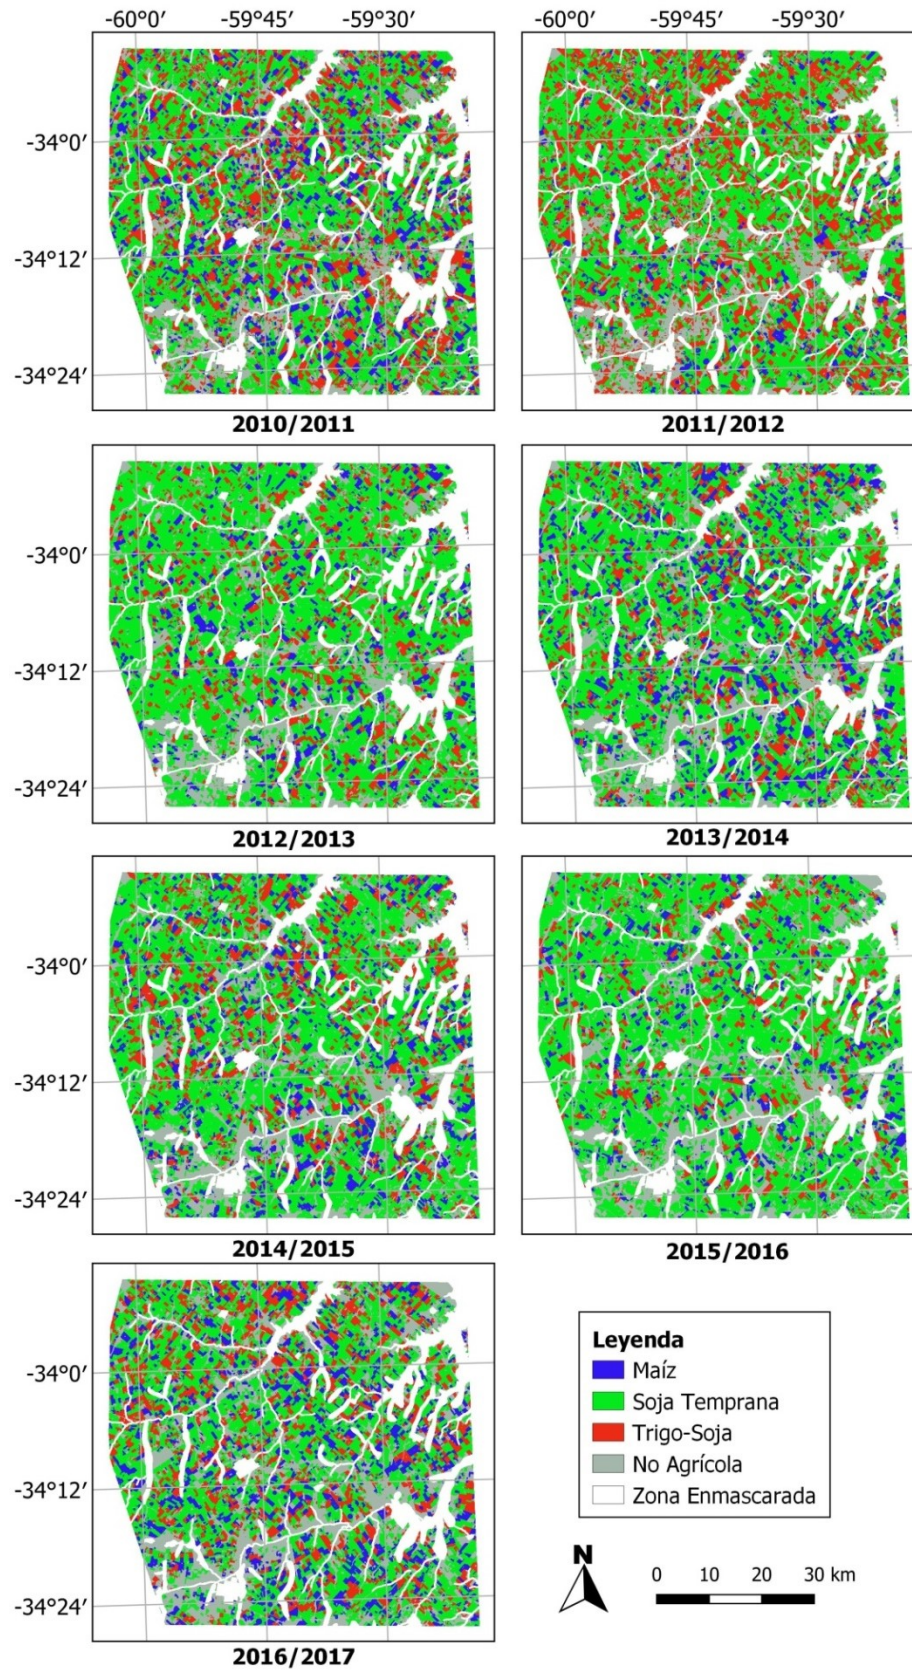 -60°0′ -59°45′ -59°30′ -60°0′ -59°45′ -59°30′
-34°0′
-34°12′
-34°24′
2010/2011 2011/2012
-34°0′
-34°12′
-34°24′
2012/2013 2013/2014
-34°0′
-34°12′
-34°24′
2014/2015 2015/2016
-34°0′
-34°12′
-34°24′
2016/2017
Leyenda
Maíz
Soja Temprana
Trigo-Soja
No Agrícola
Zona Enmascarada
N
0 10 20 30 km